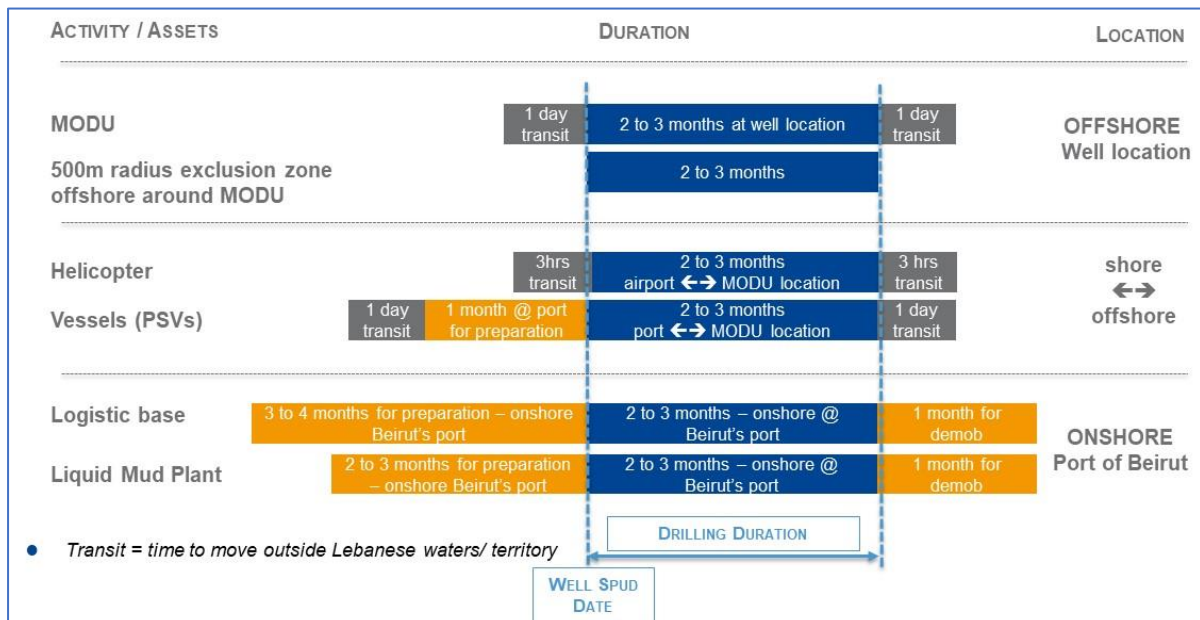 ACTIVITY / ASSETS
DURATION
LOCATION
MODU
1 day
transit
2 to 3 months at well location
1 day
transit
OFFSHORE
Well location
500m radius exclusion zone
offshore around MODU
2 to 3 months
Helicopter
3hrs
transit
2 to 3 months
airport ←→ MODU location
3 hrs
transit
shore
←→
offshore
Vessels (PSVs)
1 day
transit
1 month @ port
for preparation
2 to 3 months
port ←→ MODU location
1 day
transit
Logistic base
3 to 4 months for preparation – onshore
Beirut's port
2 to 3 months – onshore @
Beirut's port
1 month for
demob
ONSHORE
Port of Beirut
Liquid Mud Plant
2 to 3 months for preparation
– onshore Beirut's port
2 to 3 months – onshore @
Beirut's port
1 month for
demob
DRILLING DURATION
• Transit = time to move outside Lebanese waters/ territory
WELL SPUD
DATE